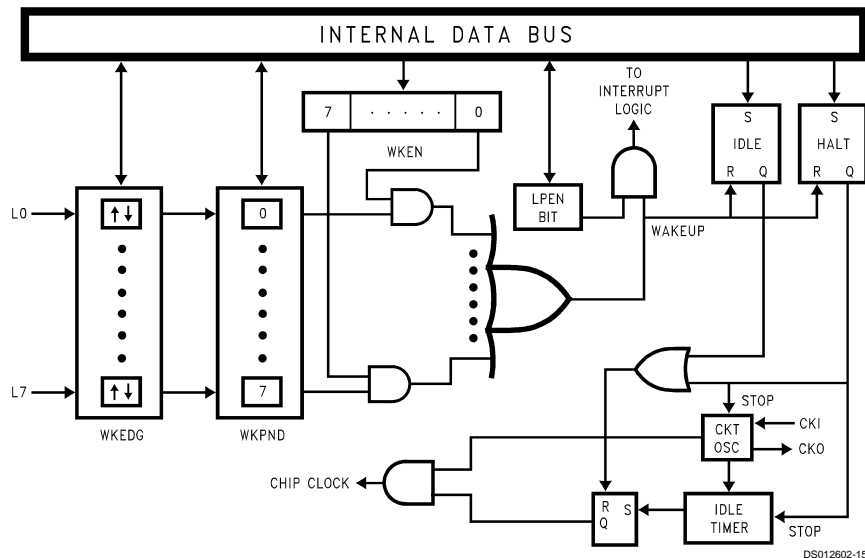 INTERNAL DATA BUS
TO
INTERRUPT
LOGIC
7 . . . . . 0
WKEN
S
IDLE
R Q
S
HALT
R Q
L0
↑↓
0
LPEN
BIT
WAKEUP
L7
↑↓
7
WKEDG
WKPND
STOP
CKT
OSC
CKI
CKO
CHIP CLOCK
R S
Q
IDLE
TIMER
STOP
DS012602-15